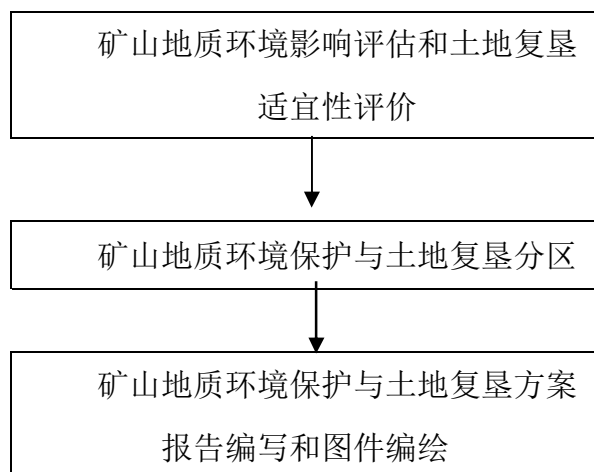 矿山地质环境影响评估和土地复垦
适宜性评价
矿山地质环境保护与土地复垦分区
矿山地质环境保护与土地复垦方案
报告编写和图件编绘